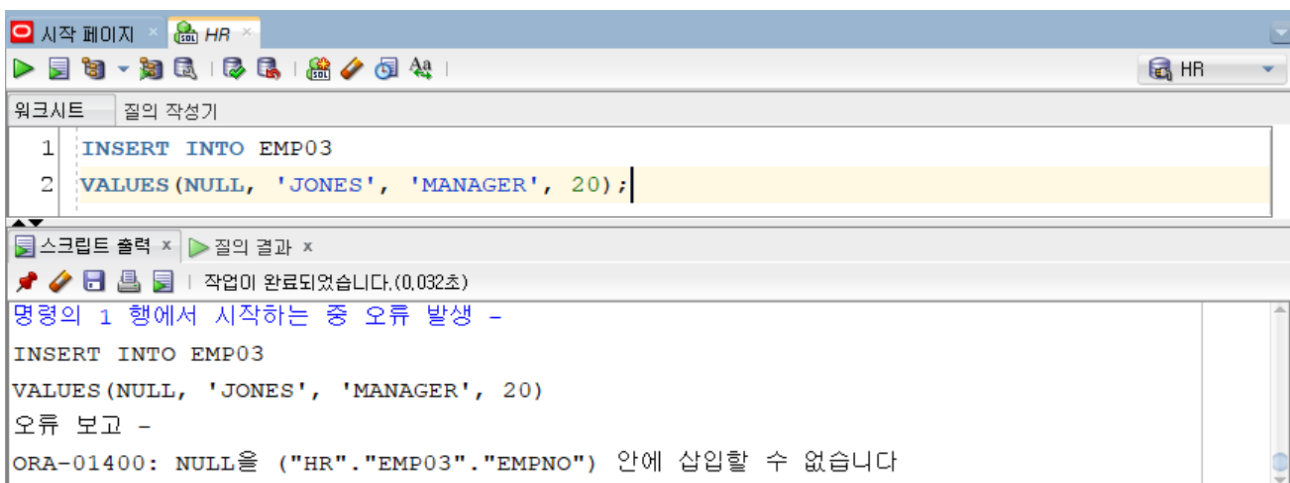 시작 페이지 HR
HR
워크시트 질의 작성기
1 INSERT INTO EMP03
2 VALUES(NULL, 'JONES', 'MANAGER', 20);
스크립트 출력 x 질의 결과 x
작업이 완료되었습니다.(0,032초)
명령의 1 행에서 시작하는 중 오류 발생 -
INSERT INTO EMP03
VALUES(NULL, 'JONES', 'MANAGER', 20)
오류 보고 -
ORA-01400: NULL을 ("HR"."EMP03"."EMPNO") 안에 삽입할 수 없습니다